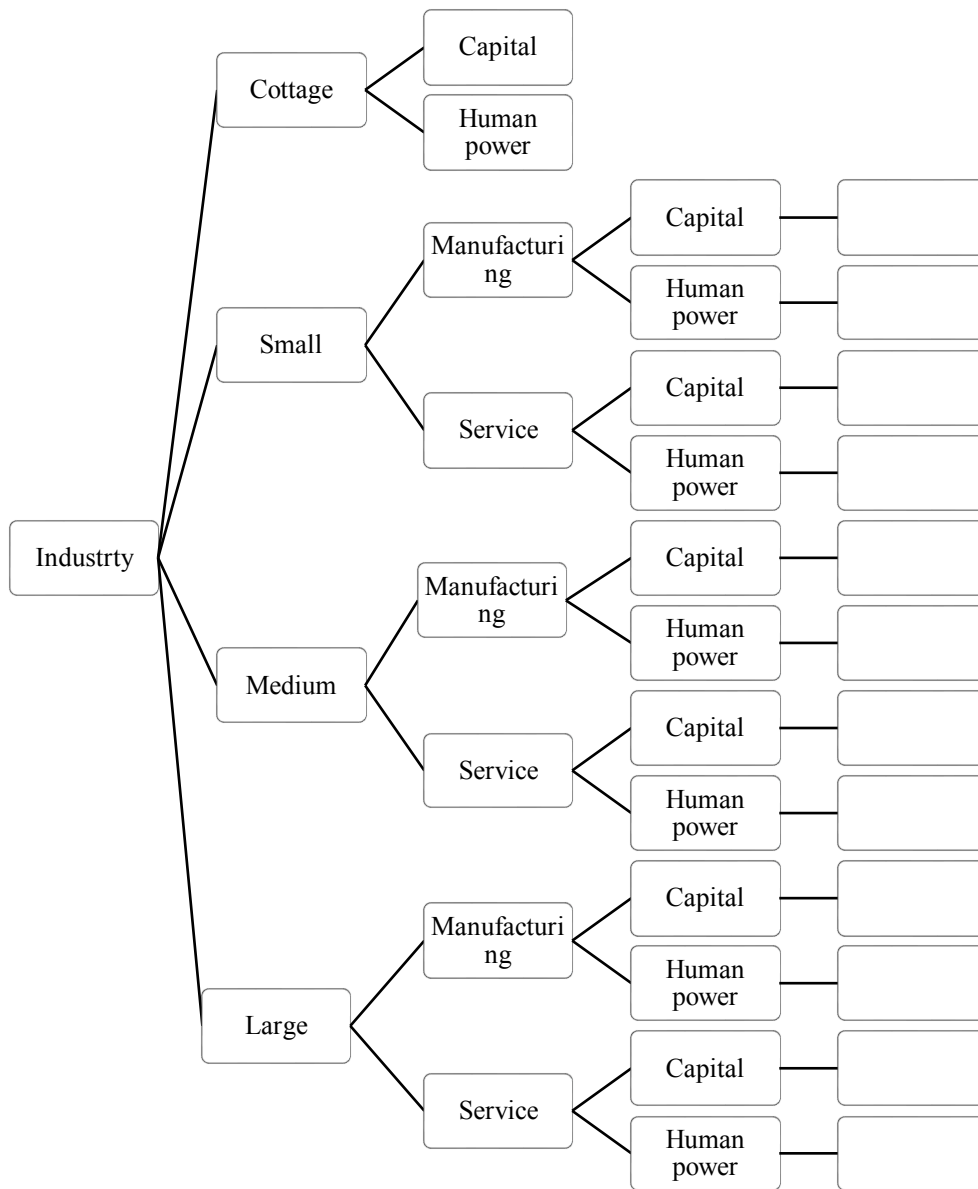 Industrty
Cottage
Capital
Human
power
Small
Manufacturi
ng
Capital
Human
power
Service
Capital
Human
power
Medium
Manufacturi
ng
Capital
Human
power
Service
Capital
Human
power
Large
Manufacturi
ng
Capital
Human
power
Service
Capital
Human
power